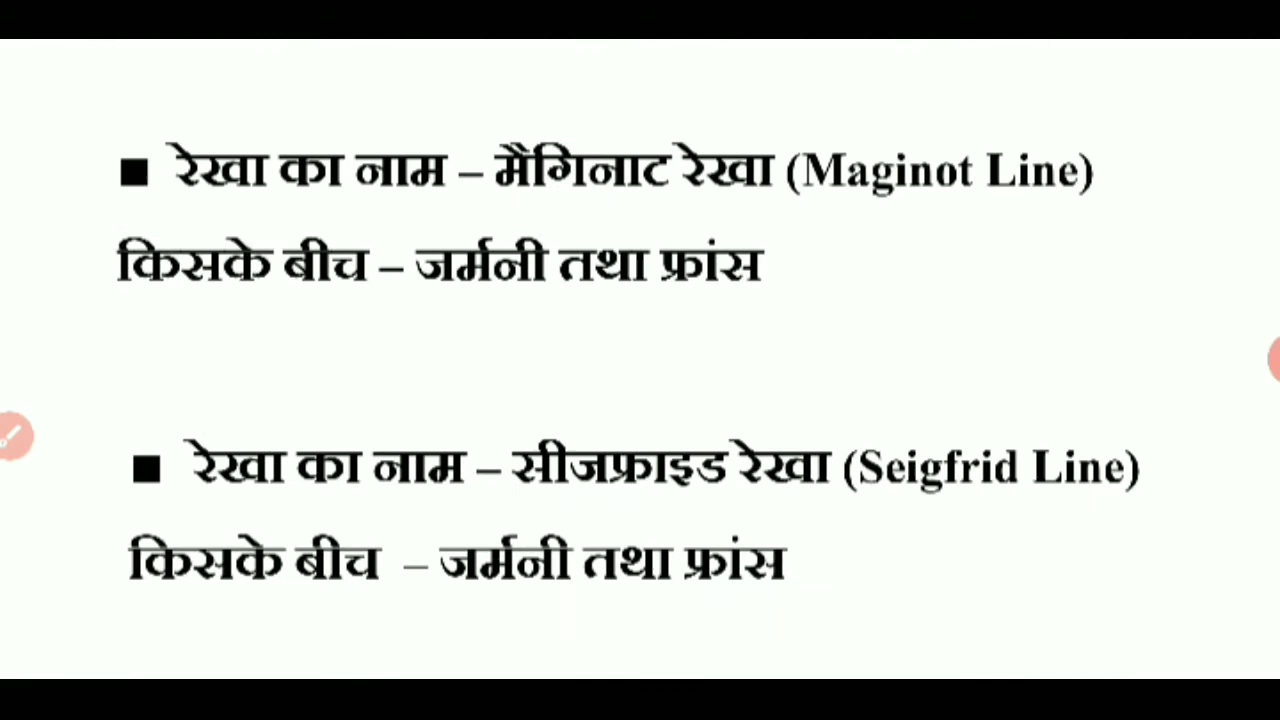 ■ रेखा का नाम – मैगिनाट रेखा (Maginot Line)
किसके बीच – जर्मनी तथा फ्रांस
■ रेखा का नाम – सीजफ्राइड रेखा (Seigfrid Line)
किसके बीच – जर्मनी तथा फ्रांस